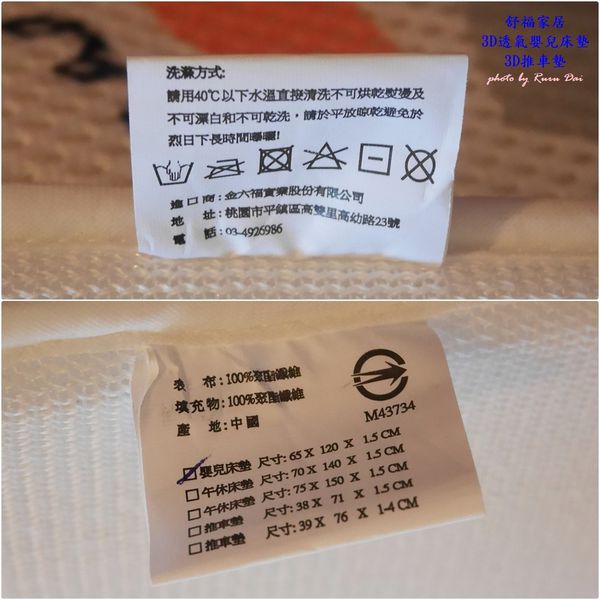 舒福家居
3D透氣嬰兒床墊
3D推車墊
photo by Ruru Dai
洗滌方式:
請用40℃以下水溫直接清洗不可烘乾熨燙及
不可漂白和不可乾洗，請於平放晾乾避免於
烈日下長時間曝曬!
進口商:金六福實業股份有限公司
地　址:桃園市平鎮區高雙里高幼路23號
電　話:03-4926986
表　布:100%聚酯纖維
填充物:100%聚酯纖維
產　地:中國
M43734
嬰兒床墊 尺寸: 65 X 120 X 1.5 CM
午休床墊 尺寸: 70 X 140 X 1.5 CM
午休床墊 尺寸: 75 X 150 X 1.5 CM
推車墊 尺寸: 38 X 71 X 1.5 CM
推車墊 尺寸: 39 X 76 X 1-4 CM